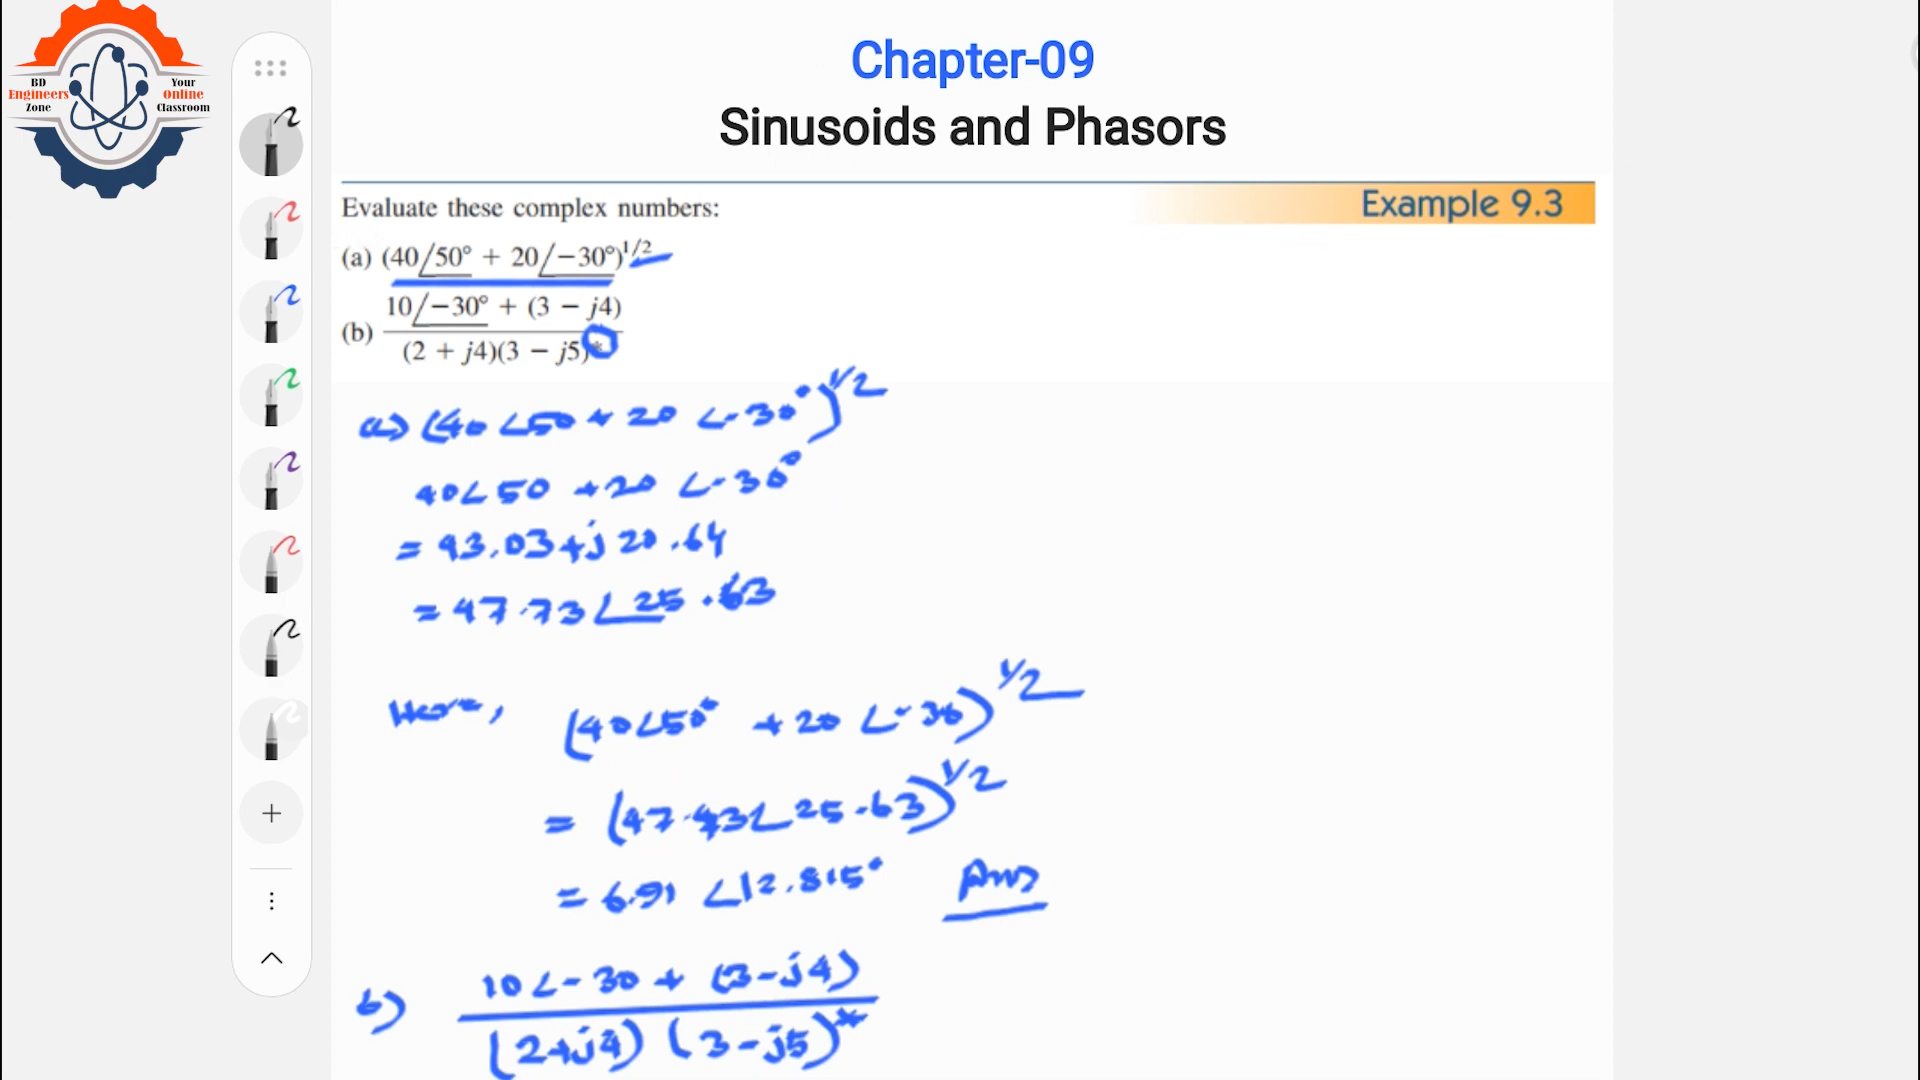 BD
Engineers
Zone
Your
Online
Classroom
Chapter-09
Sinusoids and Phasors
Example 9.3
Evaluate these complex numbers:
(a) (40/50° + 20/−30°)^1/2
(b) 10/−30° + (3 − j4)
(2 + j4)(3 − j5)*
a) (40∠50 + 20 ∠-30°)^1/2
40∠50 + 20 ∠-30°
= 43.03+j 20.64
= 47.73∠25.63
Here, (40∠50° + 20 ∠-30)^1/2
= (47.73∠25.63)^1/2
= 6.91 ∠12.815° Ans
b) 10∠-30 + (3-j4)
(2+j4) (3-j5)*